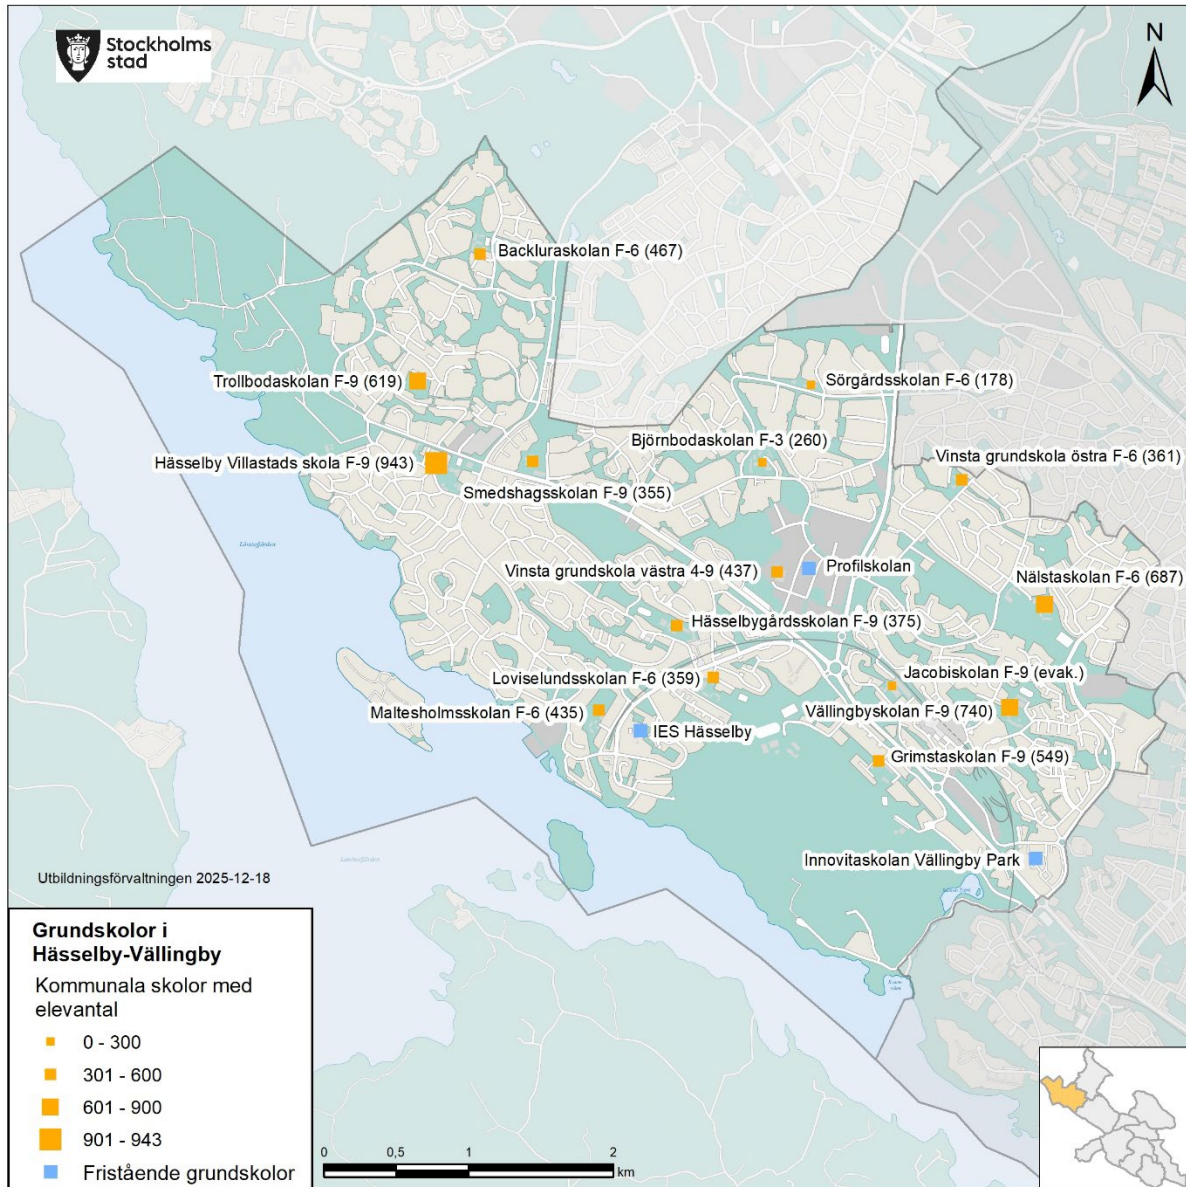 Stockholms
stad
N
Backluraskolan F-6 (467)
Trollbodaskolan F-9 (619)
Sörgårdsskolan F-6 (178)
Björnbodaskolan F-3 (260)
Vinsta grundskola östra F-6 (361)
Hässelby Villastads skola F-9 (943)
Smedshagsskolan F-9 (355)
Vinsta grundskola västra 4-9 (437)
Profilskolan
Nälstaskolan F-6 (687)
Hässelbygårdsskolan F-9 (375)
Loviselundsskolan F-6 (359)
Jacobiskolan F-9 (evak.)
Maltesholmsskolan F-6 (435)
Vällingbyskolan F-9 (740)
IES Hässelby
Grimstaskolan F-9 (549)
Innovitaskolan Vällingby Park
Utbildningsförvaltningen 2025-12-18
Grundskolor i
Hässelby-Vällingby
Kommunala skolor med
elevantal
0 - 300
301 - 600
601 - 900
901 - 943
Fristående grundskolor
0 0,5 1 2
km